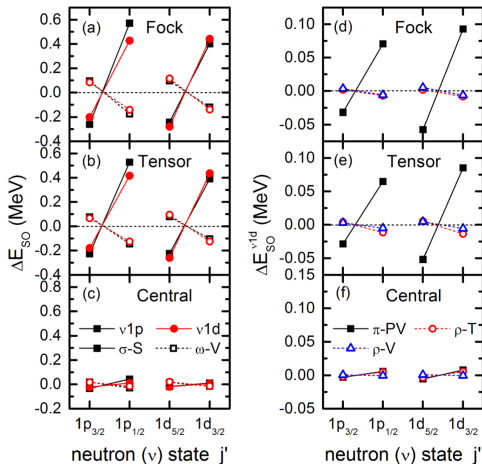 (a) Fock
0.6
0.4
0.2
0.0
-0.2
-0.4
(b) Tensor
0.4
0.2
0.0
-0.2
-0.4
(c) Central
ν1p ν1d
σ-S ω-V
0.4
0.2
0.0
-0.2
1p3/2 1p1/2 1d5/2 1d3/2
neutron (ν) state j'
ΔE_SO (MeV)
(d) Fock
0.10
0.05
0.00
-0.05
(e) Tensor
0.10
0.05
0.00
-0.05
(f) Central
π-PV ρ-T
ρ-V
0.15
0.10
0.05
0.00
0.05
1p3/2 1p1/2 1d5/2 1d3/2
neutron (ν) state j'
ΔE_SO^ν1d (MeV)